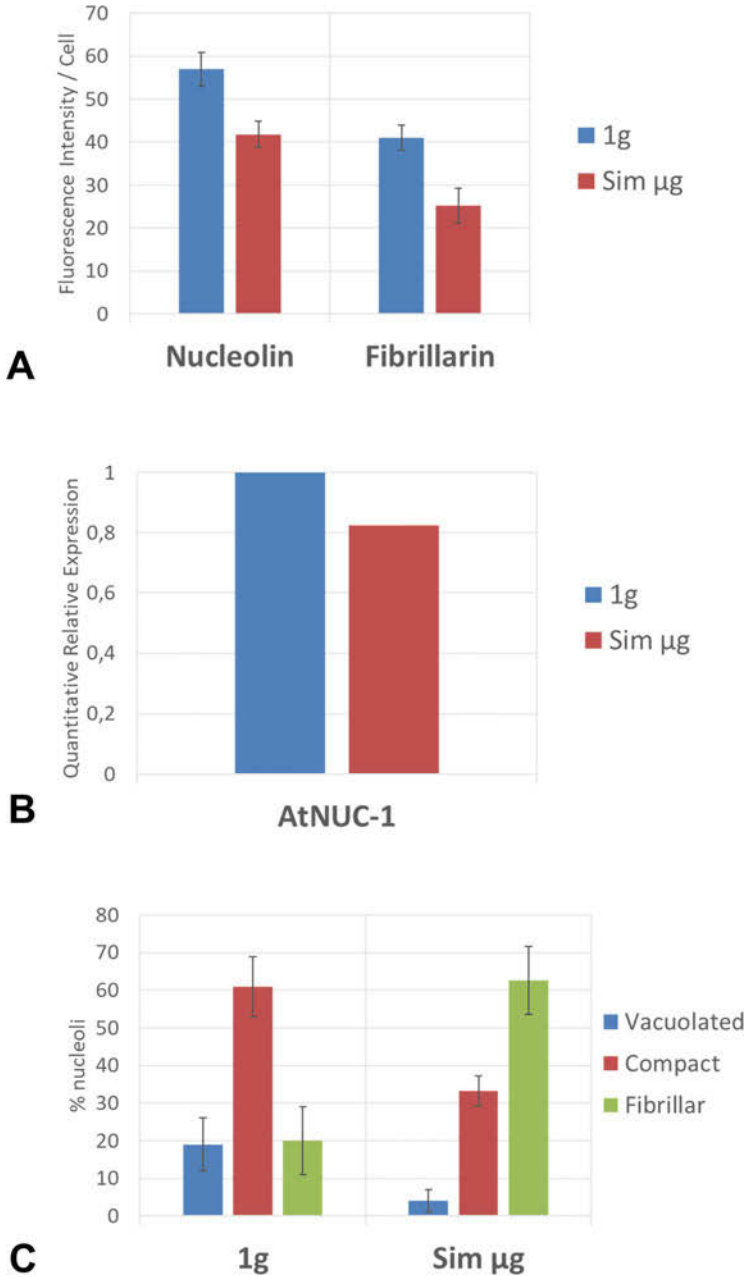 70
60
50
40
30
20
10
0
Fluorescence Intensity / Cell
Nucleolin
Fibrillarin
1g
Sim µg
A
1
0,8
0,6
0,4
0,2
0
Quantitative Relative Expression
AtNUC-1
1g
Sim µg
B
80
70
60
50
40
30
20
10
0
% nucleoli
1g
Sim µg
Vacuolated
Compact
Fibrillar
C